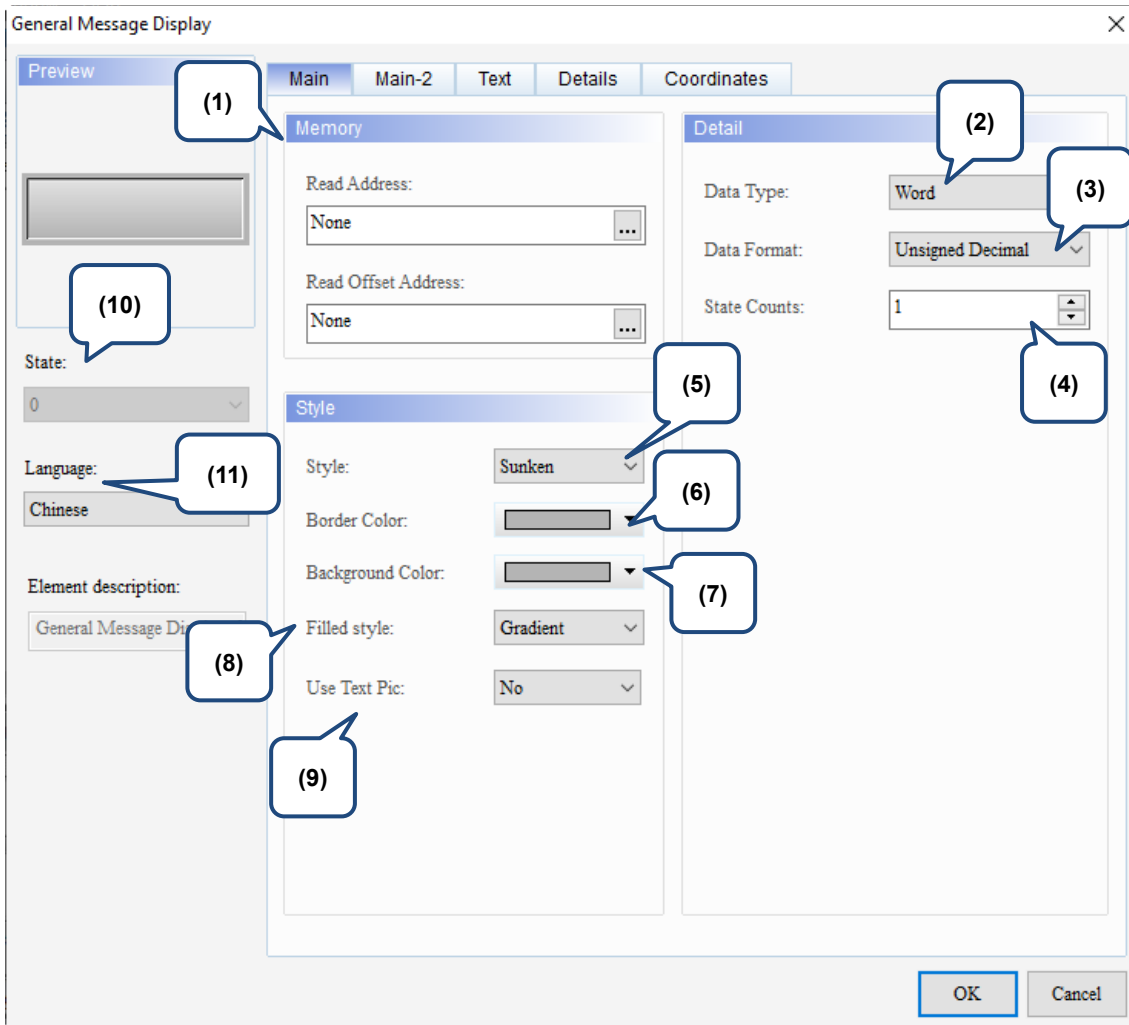 General Message Display
Preview
Main Main-2 Text Details Coordinates
(1)
Memory
Detail
(2)
Read Address:
None
...
Data Type:
Word
(3)
Data Format:
Unsigned Decimal
Read Offset Address:
None
...
State Counts:
1
(4)
(10)
State:
0
(5)
Style
Language:
Chinese
(11)
Style:
Sunken
(6)
Border Color:
Background Color:
(7)
Element description:
General Message Di
Filled style:
Gradient
(8)
Use Text Pic:
No
(9)
OK
Cancel